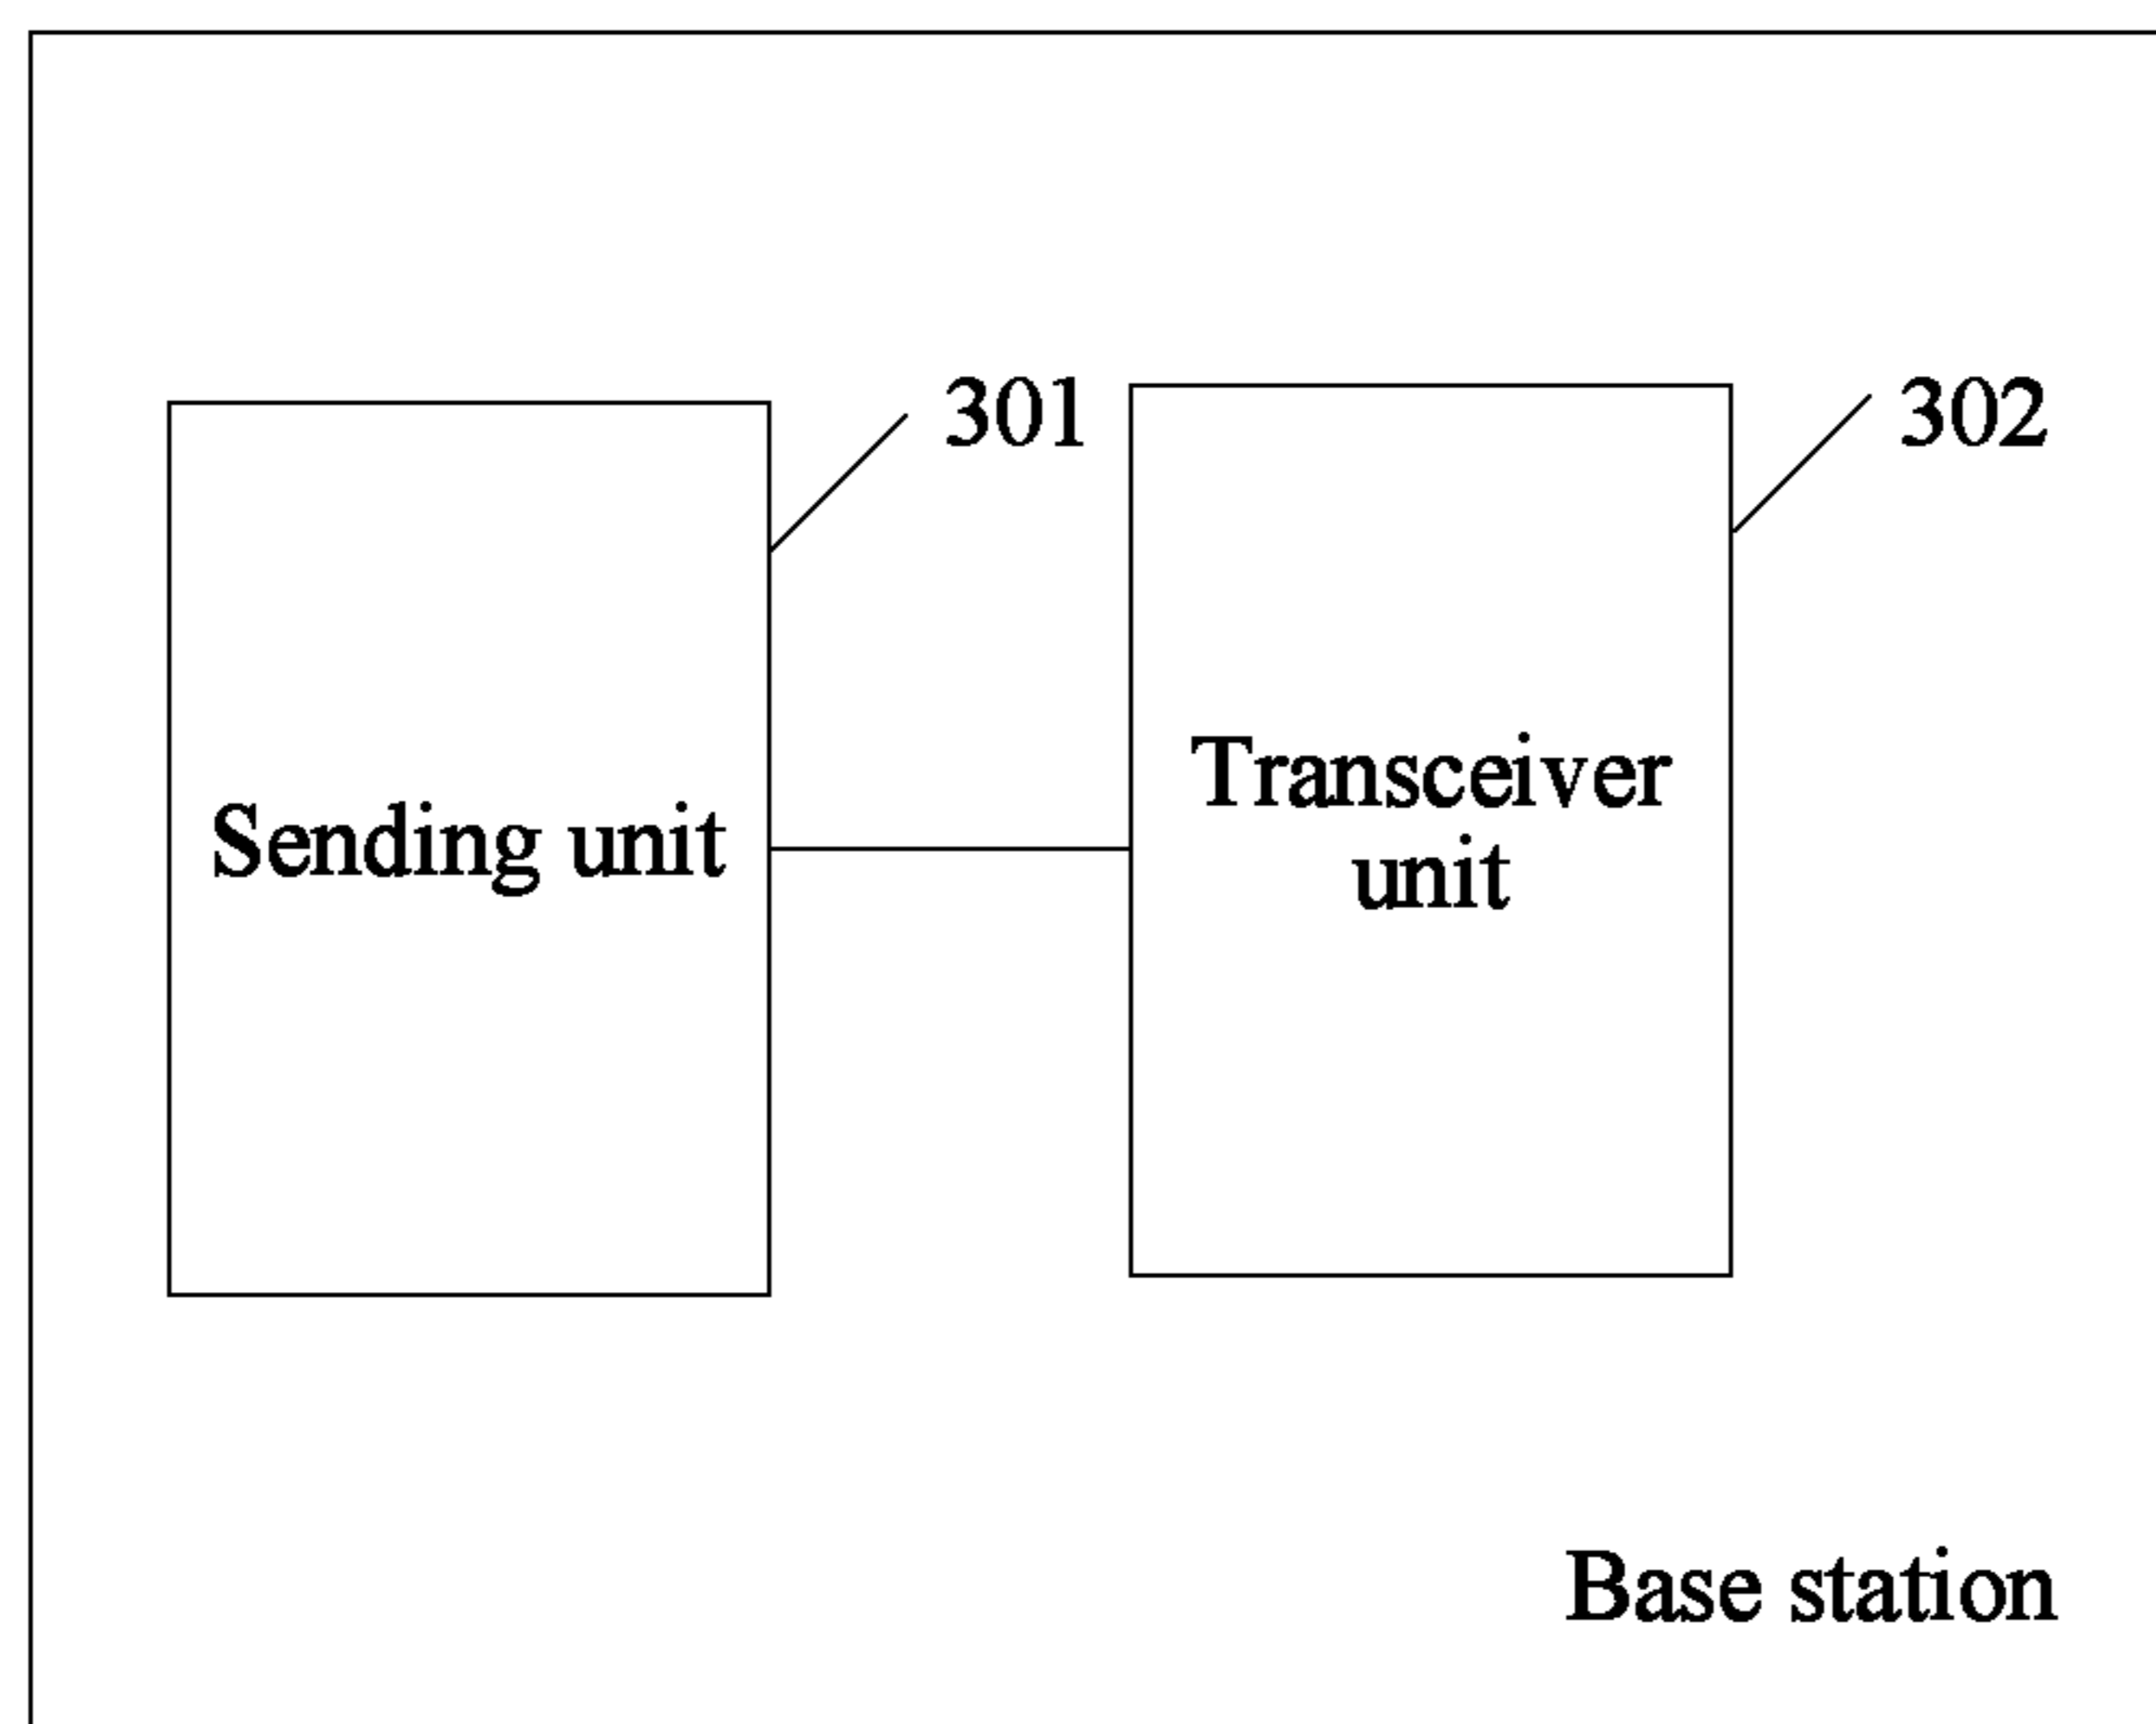 301
302
Sending unit
Transceiver
unit
Base station